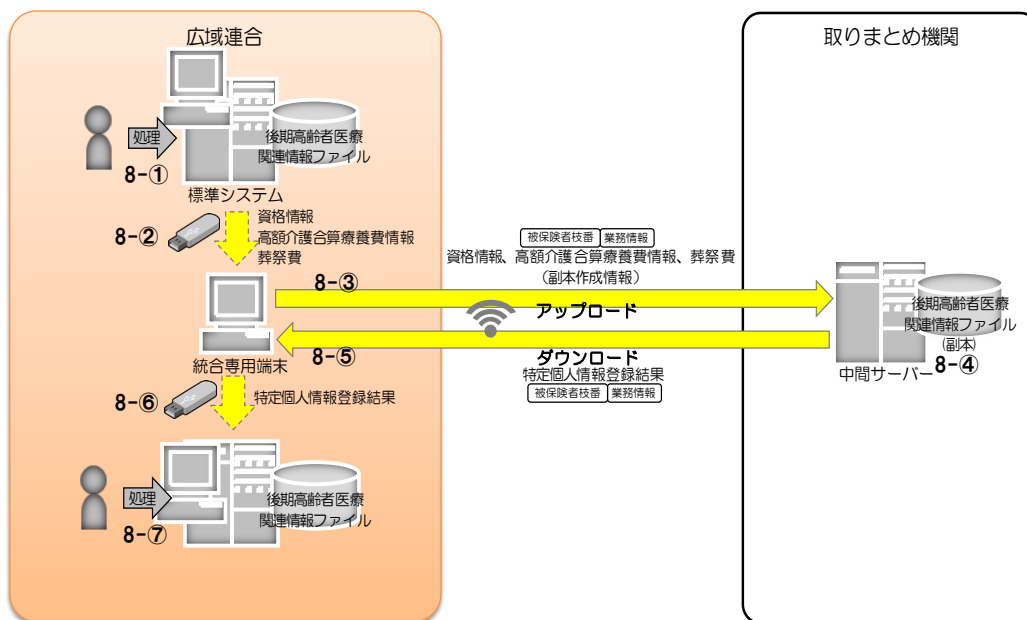 広域連合
処理
後期高齢者医療
関連情報ファイル
8-①
標準システム
8-②
資格情報
高額介護合算療養費情報
葬祭費
統合専用端末
8-⑥
特定個人情報登録結果
処理
後期高齢者医療
関連情報ファイル
8-⑦
被保険者枝番 業務情報
資格情報、高額介護合算療養費情報、葬祭費
(副本作成情報)
8-③
アップロード
8-⑤
ダウンロード
特定個人情報登録結果
被保険者枝番 業務情報
取りまとめ機関
後期高齢者医療
関連情報ファイル
(副本)
8-④
中間サーバー